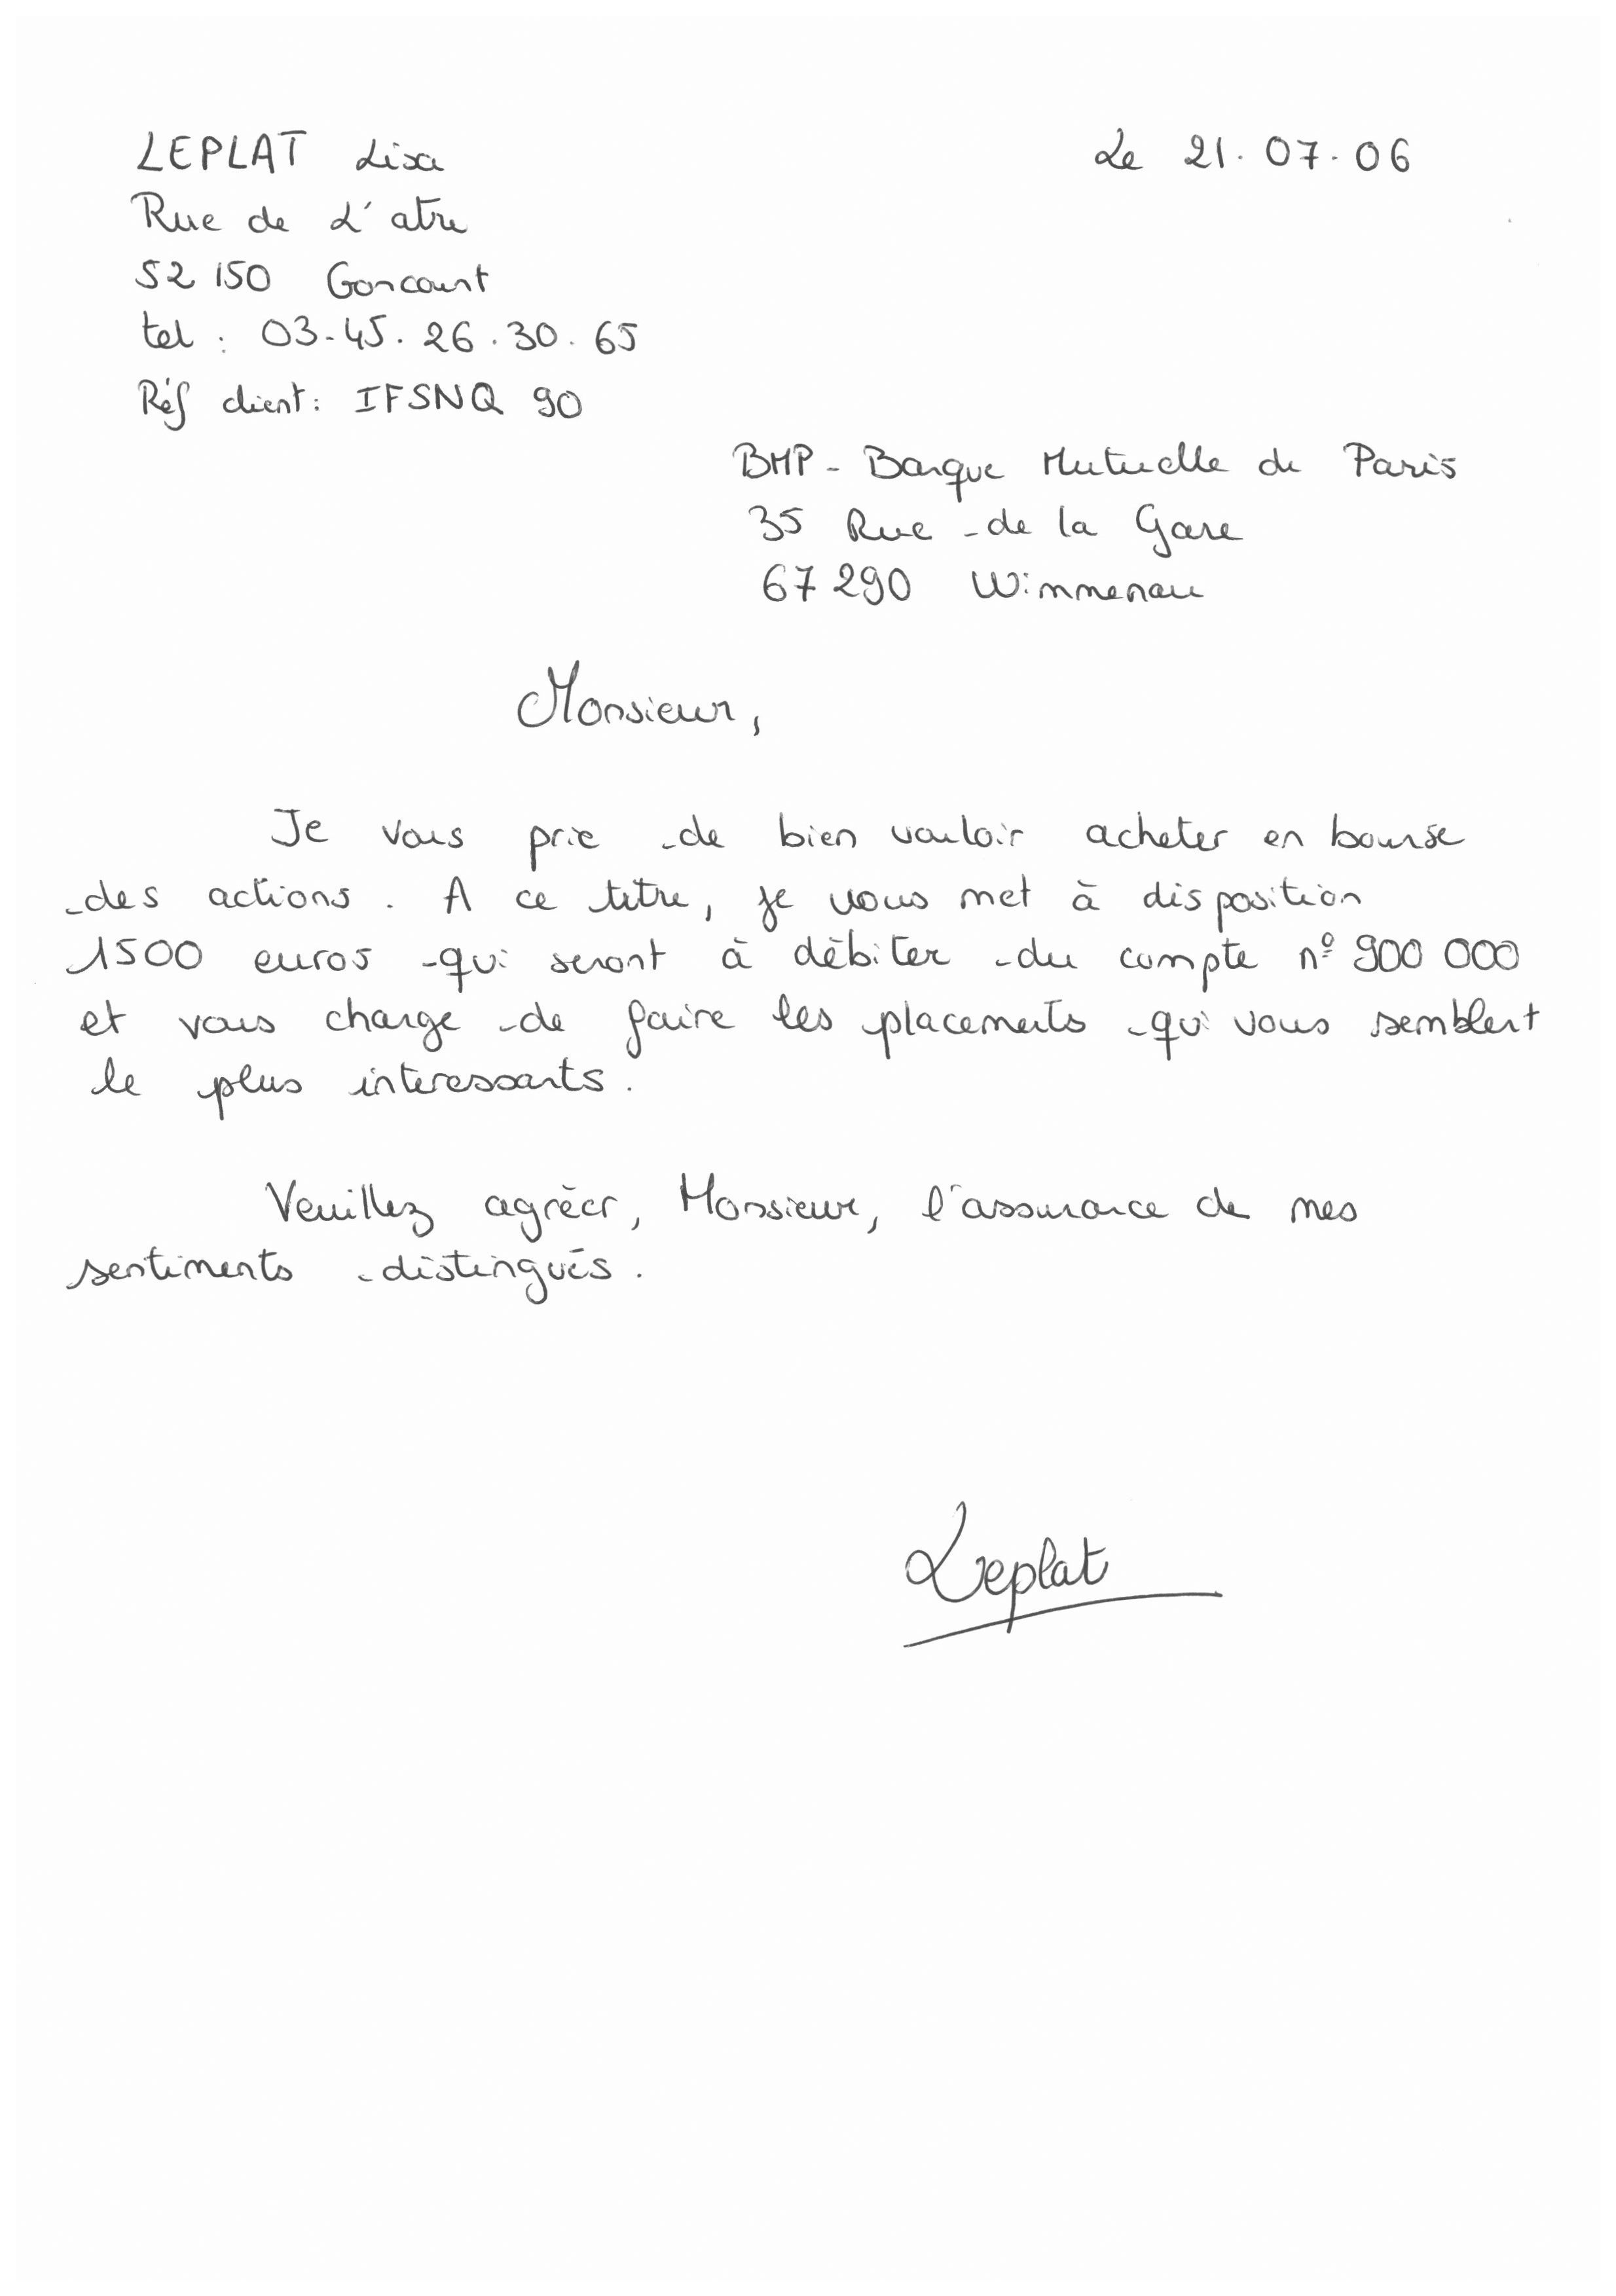 LEPLAT Lisa
Le 21.07.06
Rue de L'atre
52 150 Goncourt
tel : 03.45.26.30.65
Réf client : IFSNQ 90
BMP - Banque Mutuelle de Paris
35 Rue de la Gare
67 290 Wimmenau
Monsieur,
Je vous prie de bien vouloir acheter en bourse
des actions. A ce titre, je vous met à disposition
1500 euros qui seront à débiter du compte n° 900 000
et vous charge de faire les placements qui vous semblent
le plus interessants.
Veuillez agréer, Monsieur, l'assurance de mes
sentiments distingués.
Leplat